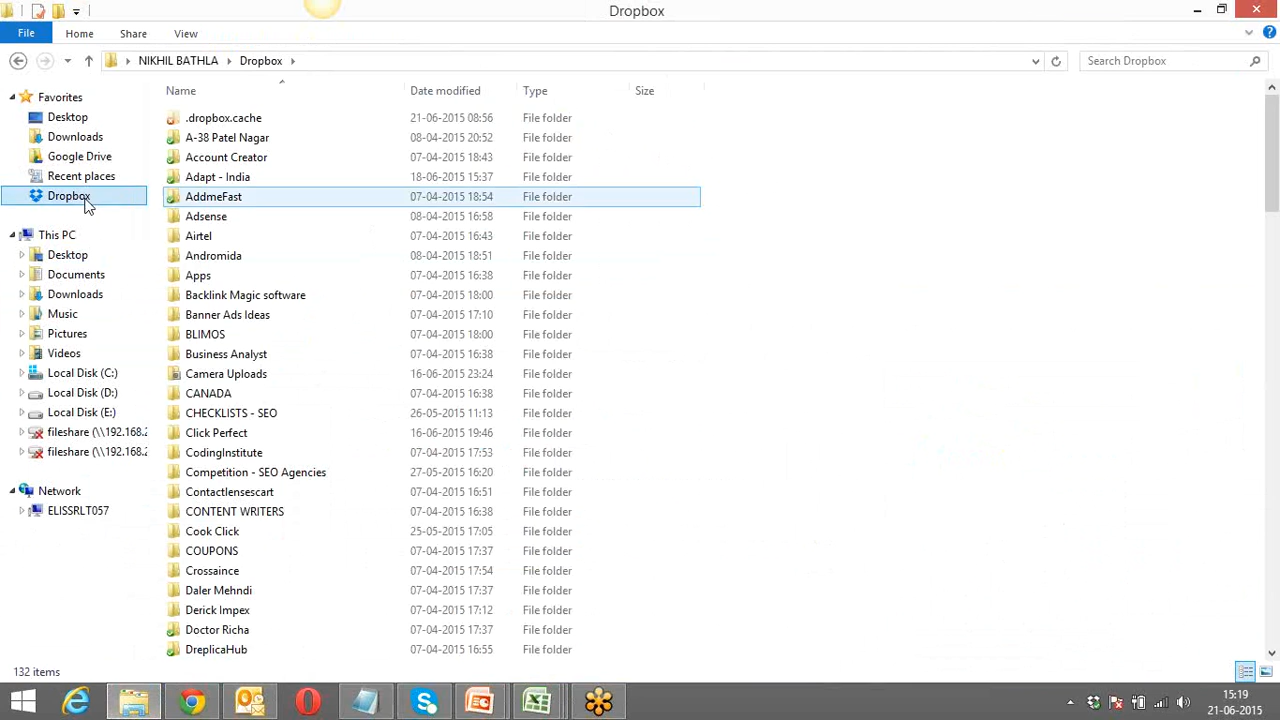 Dropbox
File Home Share View
NIKHIL BATHLA Dropbox Search Dropbox
Name Date modified Type Size
Favorites
Desktop
Downloads
Google Drive
Recent places
Dropbox
This PC
Desktop
Documents
Downloads
Music
Pictures
Videos
Local Disk (C:)
Local Disk (D:)
Local Disk (E:)
fileshare (\\192.168.2
fileshare (\\192.168.2
Network
ELISSRLT057
.dropbox.cache 21-06-2015 08:56 File folder
A-38 Patel Nagar 08-04-2015 20:52 File folder
Account Creator 07-04-2015 18:43 File folder
Adapt - India 18-06-2015 15:37 File folder
AddmeFast 07-04-2015 18:54 File folder
Adsense 08-04-2015 16:58 File folder
Airtel 07-04-2015 16:43 File folder
Andromida 08-04-2015 18:51 File folder
Apps 07-04-2015 16:38 File folder
Backlink Magic software 07-04-2015 18:00 File folder
Banner Ads Ideas 07-04-2015 17:10 File folder
BLIMOS 07-04-2015 18:00 File folder
Business Analyst 07-04-2015 16:38 File folder
Camera Uploads 16-06-2015 23:24 File folder
CANADA 07-04-2015 16:38 File folder
CHECKLISTS - SEO 26-05-2015 11:13 File folder
Click Perfect 16-06-2015 19:46 File folder
CodingInstitute 07-04-2015 17:53 File folder
Competition - SEO Agencies 27-05-2015 16:20 File folder
Contactlensescart 07-04-2015 16:51 File folder
CONTENT WRITERS 07-04-2015 16:38 File folder
Cook Click 25-05-2015 17:05 File folder
COUPONS 07-04-2015 17:37 File folder
Crossaince 07-04-2015 17:54 File folder
Daler Mehndi 07-04-2015 17:37 File folder
Derick Impex 07-04-2015 17:12 File folder
Doctor Richa 07-04-2015 17:37 File folder
DreplicaHub 07-04-2015 16:55 File folder
132 items
15:19
21-06-2015